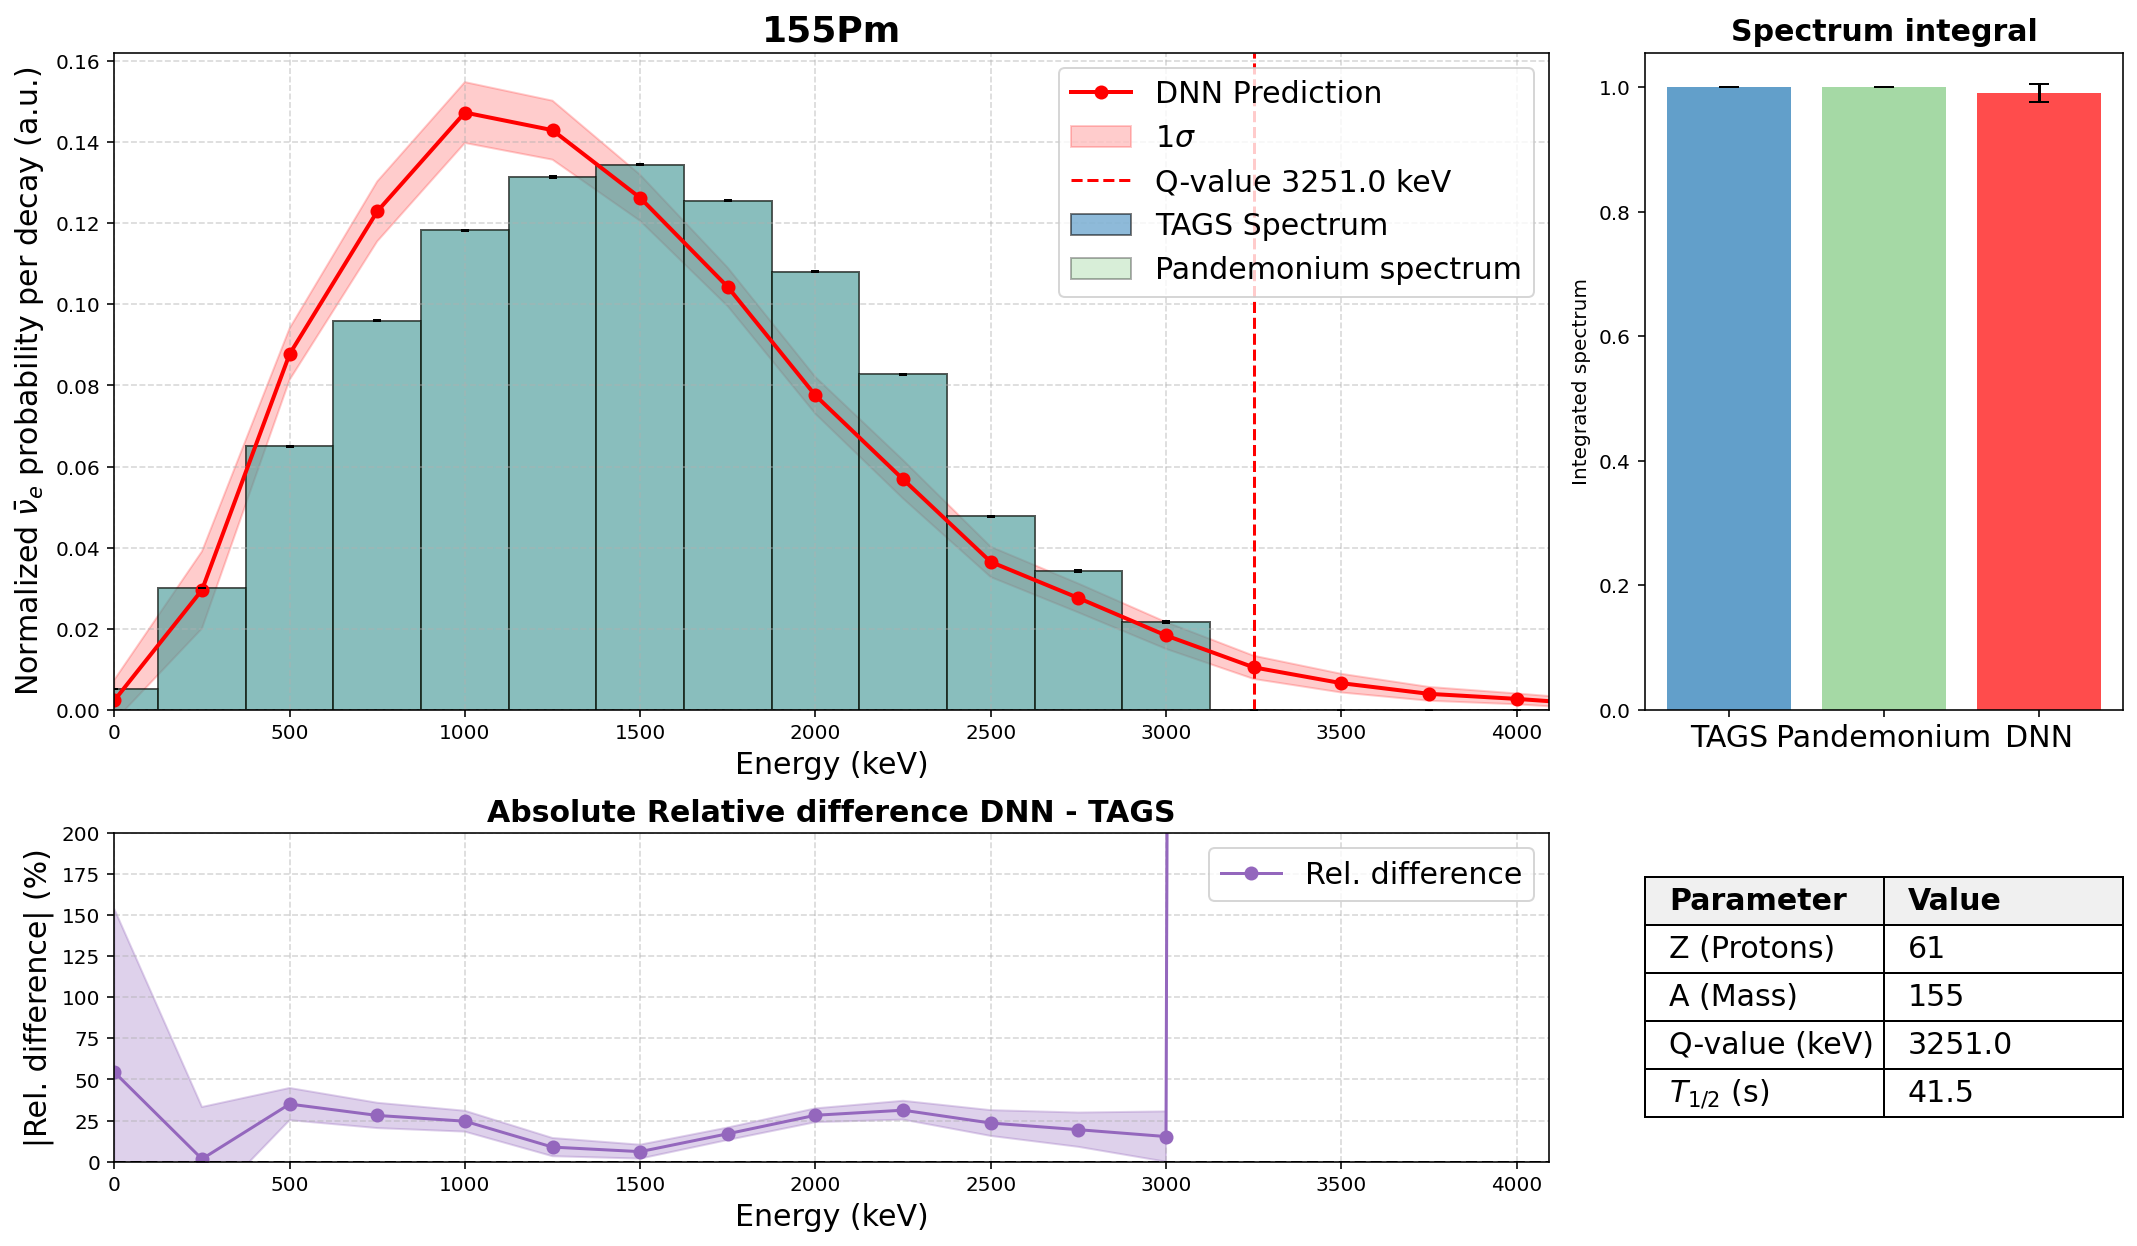 155Pm
Normalized ν̄ₑ probability per decay (a.u.)
0.16
0.14
0.12
0.10
0.08
0.06
0.04
0.02
0.00
0 500 1000 1500 2000 2500 3000 3500 4000
Energy (keV)
DNN Prediction
1σ
Q-value 3251.0 keV
TAGS Spectrum
Pandemonium spectrum
Spectrum integral
Integrated spectrum
1.0
0.8
0.6
0.4
0.2
0.0
TAGS Pandemonium DNN
Absolute Relative difference DNN - TAGS
|Rel. difference| (%)
200
175
150
125
100
75
50
25
0
0 500 1000 1500 2000 2500 3000 3500 4000
Energy (keV)
Rel. difference
Parameter Value
Z (Protons) 61
A (Mass) 155
Q-value (keV) 3251.0
T₁/₂ (s) 41.5